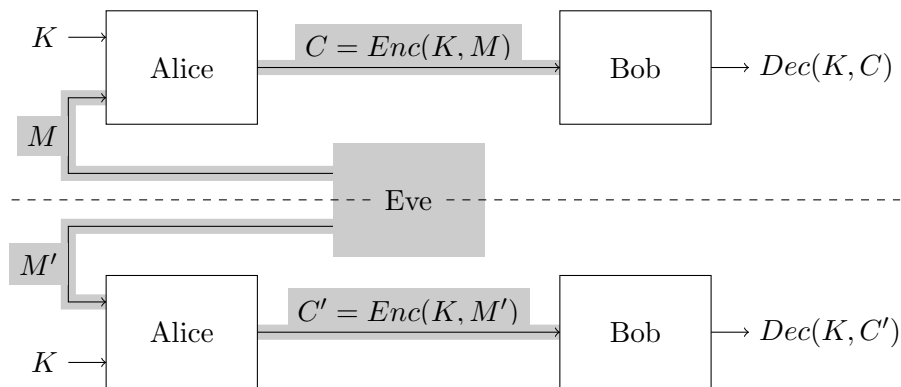 K
Alice
C = Enc(K, M)
Bob
Dec(K, C)
M
Eve
M′
Alice
C′ = Enc(K, M′)
Bob
Dec(K, C′)
K